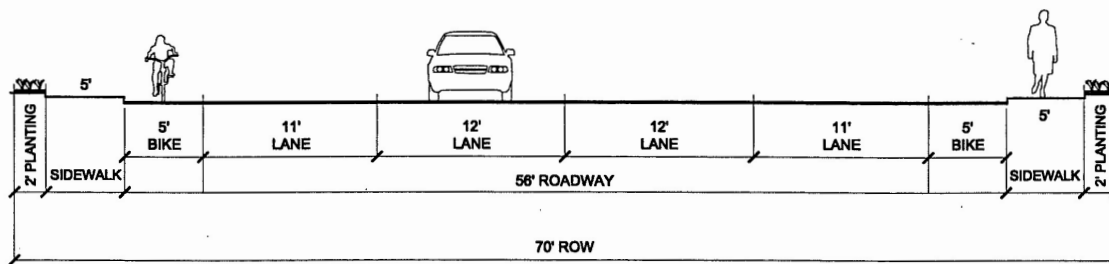 5'
2' PLANTING
SIDEWALK
5'
BIKE
11'
LANE
12'
LANE
12'
LANE
11'
LANE
5'
BIKE
5'
SIDEWALK
2' PLANTING
56' ROADWAY
70' ROW